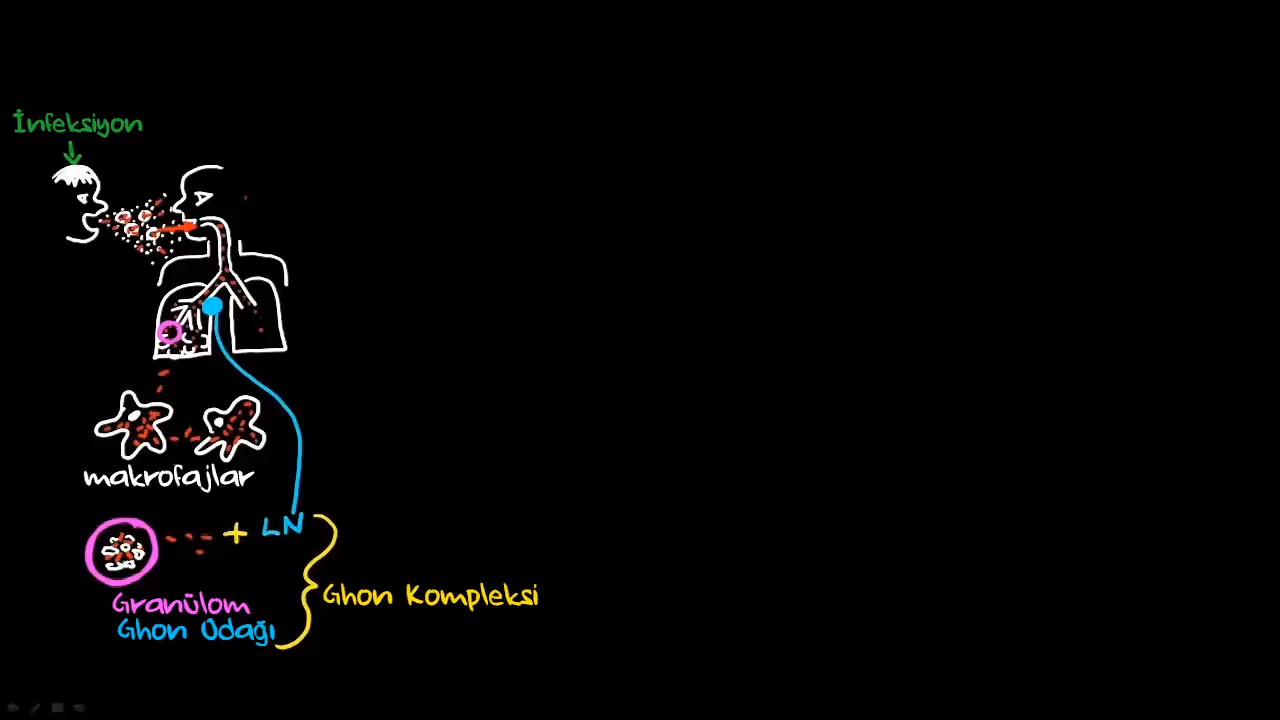 İnfeksiyon
makrofajlar
+ LN
Granülom
Ghon Odağı
Ghon Kompleksi